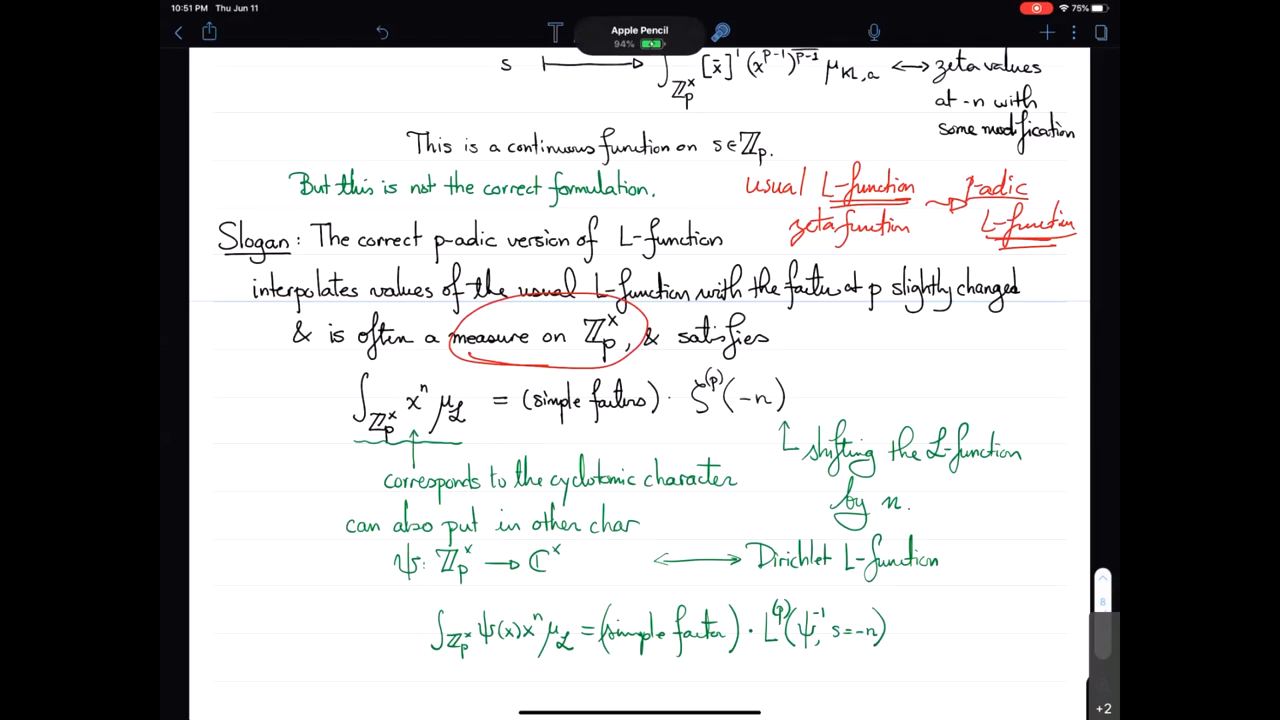 10:51 PM Thu Jun 11
Apple Pencil
94%
75%
s ⟼ ∫_{ℤ_p^×} [x̄]^1 (x^{p-1})^{\overline{p-1}} μ_{KL,a} ⟷ zeta values
at -n with
some modification
This is a continuous function on s∈ℤ_p.
But this is not the correct formulation.
usual L-function ⇝ p-adic
zeta function L-function
Slogan: The correct p-adic version of L-function
interpolates values of the usual L-function with the factor at p slightly changed
& is often a measure on ℤ_p^×, & satisfies
∫_{ℤ_p^×} x^n μ_ℒ = (simple factors) · ζ^{(p)}(-n)
shifting the L-function
by n.
corresponds to the cyclotomic character
can also put in other char
ψ: ℤ_p^× → ℂ^× ⟷ Dirichlet L-function
∫_{ℤ_p^×} ψ(x) x^n μ_ℒ = (simple factor) · L^{(p)}(ψ^{-1}, s=-n)
8
+2